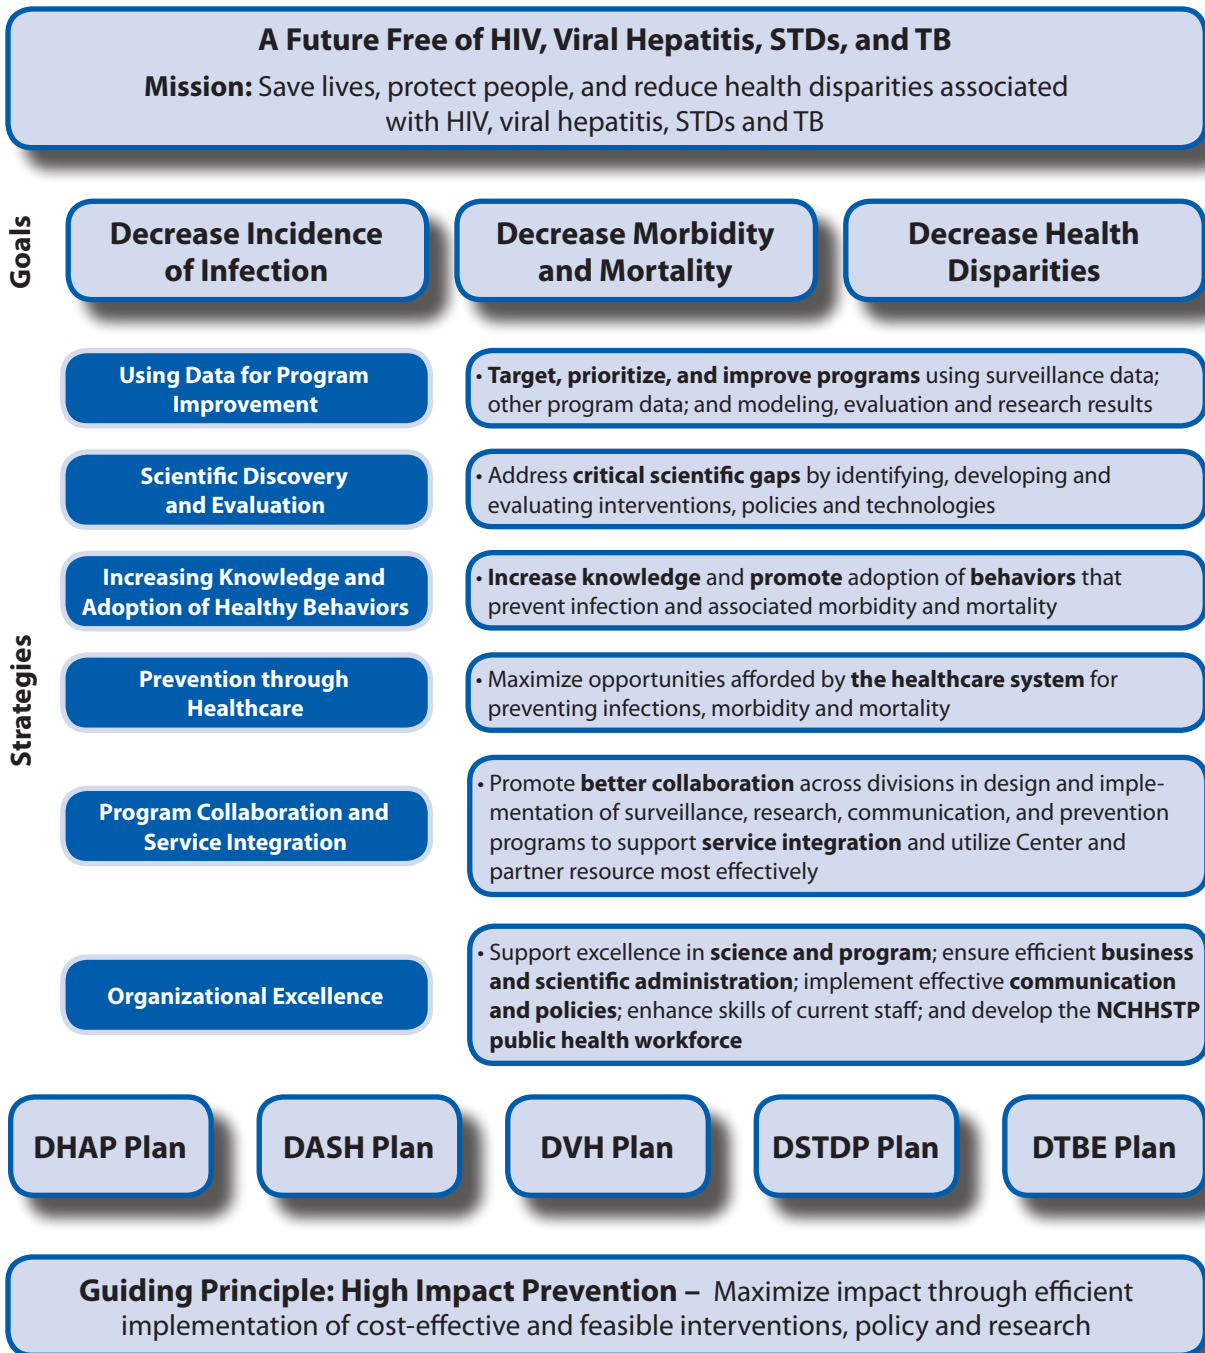 A Future Free of HIV, Viral Hepatitis, STDs, and TB
Mission: Save lives, protect people, and reduce health disparities associated
with HIV, viral hepatitis, STDs and TB
Goals
Decrease Incidence
of Infection
Decrease Morbidity
and Mortality
Decrease Health
Disparities
Strategies
Using Data for Program
Improvement
• Target, prioritize, and improve programs using surveillance data;
other program data; and modeling, evaluation and research results
Scientific Discovery
and Evaluation
• Address critical scientific gaps by identifying, developing and
evaluating interventions, policies and technologies
Increasing Knowledge and
Adoption of Healthy Behaviors
• Increase knowledge and promote adoption of behaviors that
prevent infection and associated morbidity and mortality
Prevention through
Healthcare
• Maximize opportunities afforded by the healthcare system for
preventing infections, morbidity and mortality
Program Collaboration and
Service Integration
• Promote better collaboration across divisions in design and imple-
mentation of surveillance, research, communication, and prevention
programs to support service integration and utilize Center and
partner resource most effectively
Organizational Excellence
• Support excellence in science and program; ensure efficient business
and scientific administration; implement effective communication
and policies; enhance skills of current staff; and develop the NCHHSTP
public health workforce
DHAP Plan
DASH Plan
DVH Plan
DSTDP Plan
DTBE Plan
Guiding Principle: High Impact Prevention – Maximize impact through efficient
implementation of cost-effective and feasible interventions, policy and research